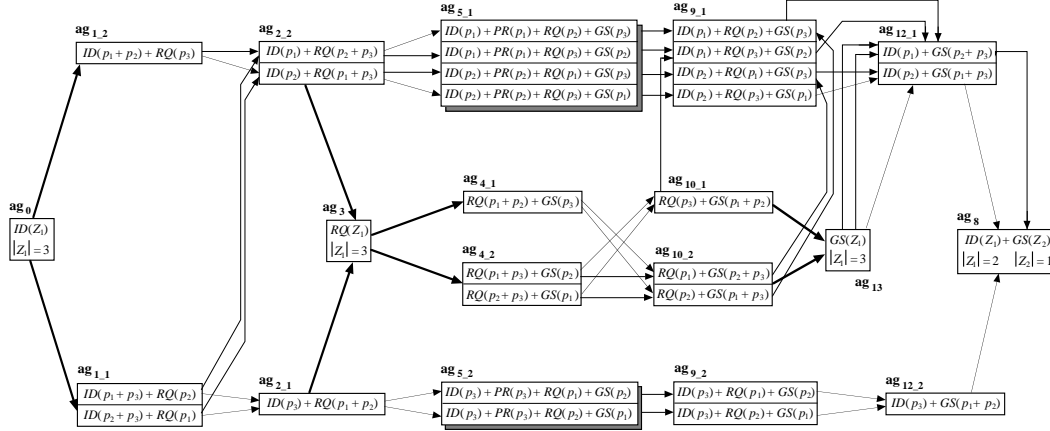 ag1_2
ID(p1 + p2) + RQ(p3)
ag2_2
ID(p1) + RQ(p2 + p3)
ID(p2) + RQ(p1 + p3)
ag5_1
ID(p1) + PR(p1) + RQ(p2) + GS(p3)
ID(p1) + PR(p1) + RQ(p3) + GS(p2)
ID(p2) + PR(p2) + RQ(p1) + GS(p3)
ID(p2) + PR(p2) + RQ(p3) + GS(p1)
ag9_1
ID(p1) + RQ(p2) + GS(p3)
ID(p1) + RQ(p3) + GS(p2)
ID(p2) + RQ(p1) + GS(p3)
ID(p2) + RQ(p3) + GS(p1)
ag12_1
ID(p1) + GS(p2 + p3)
ID(p2) + GS(p1 + p3)
ag0
ID(Z1)
|Z1| = 3
ag3
RQ(Z1)
|Z1| = 3
ag4_1
RQ(p1 + p2) + GS(p3)
ag4_2
RQ(p1 + p3) + GS(p2)
RQ(p2 + p3) + GS(p1)
ag10_1
RQ(p3) + GS(p1 + p2)
ag10_2
RQ(p1) + GS(p2 + p3)
RQ(p2) + GS(p1 + p3)
GS(Z1)
|Z1| = 3
ag13
ag8
ID(Z1) + GS(Z2)
|Z1| = 2 |Z2| = 1
ag1_1
ID(p1 + p3) + RQ(p2)
ID(p2 + p3) + RQ(p1)
ag2_1
ID(p3) + RQ(p1 + p2)
ag5_2
ID(p3) + PR(p3) + RQ(p1) + GS(p2)
ID(p3) + PR(p3) + RQ(p2) + GS(p1)
ag9_2
ID(p3) + RQ(p1) + GS(p2)
ID(p3) + RQ(p2) + GS(p1)
ag12_2
ID(p3) + GS(p1 + p2)